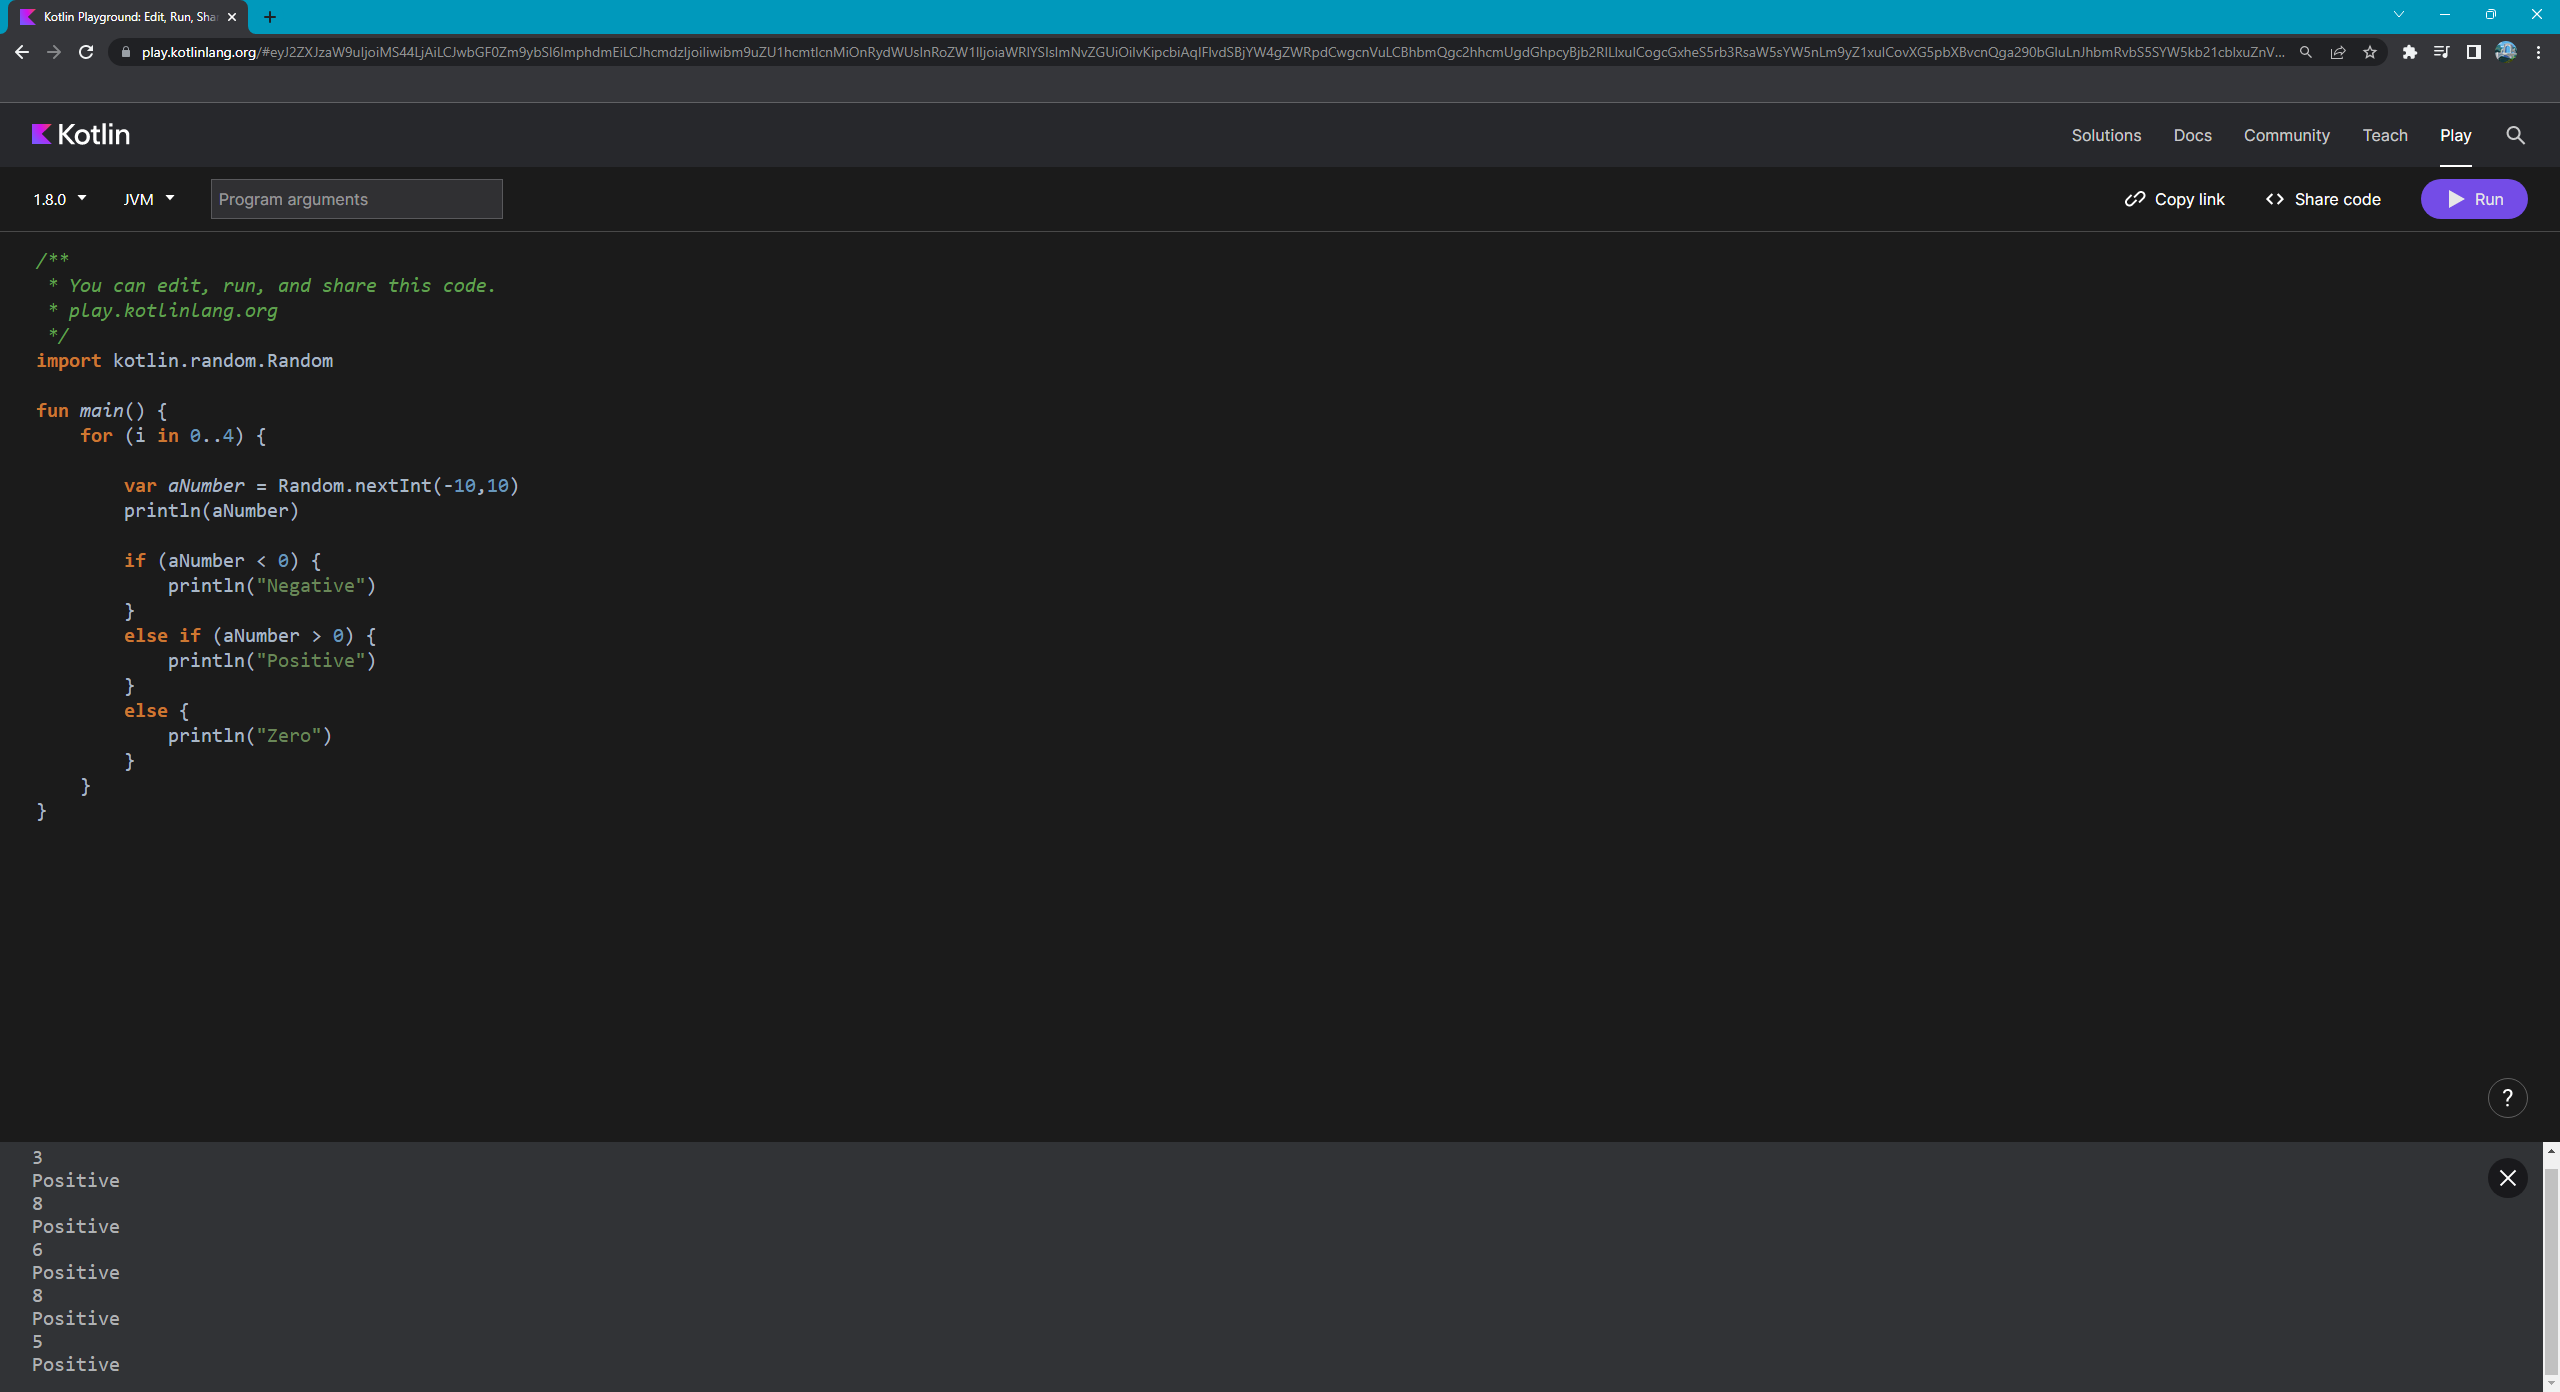 Kotlin Playground: Edit, Run, Sha
play.kotlinlang.org
Kotlin
Solutions Docs Community Teach Play
1.8.0 JVM Program arguments Copy link Share code Run
/**
 * You can edit, run, and share this code.
 * play.kotlinlang.org
 */
import kotlin.random.Random
fun main() {
    for (i in 0..4) {
        var aNumber = Random.nextInt(-10,10)
        println(aNumber)
        if (aNumber < 0) {
            println("Negative")
        }
        else if (aNumber > 0) {
            println("Positive")
        }
        else {
            println("Zero")
        }
    }
}
?
3
Positive
8
Positive
6
Positive
8
Positive
5
Positive